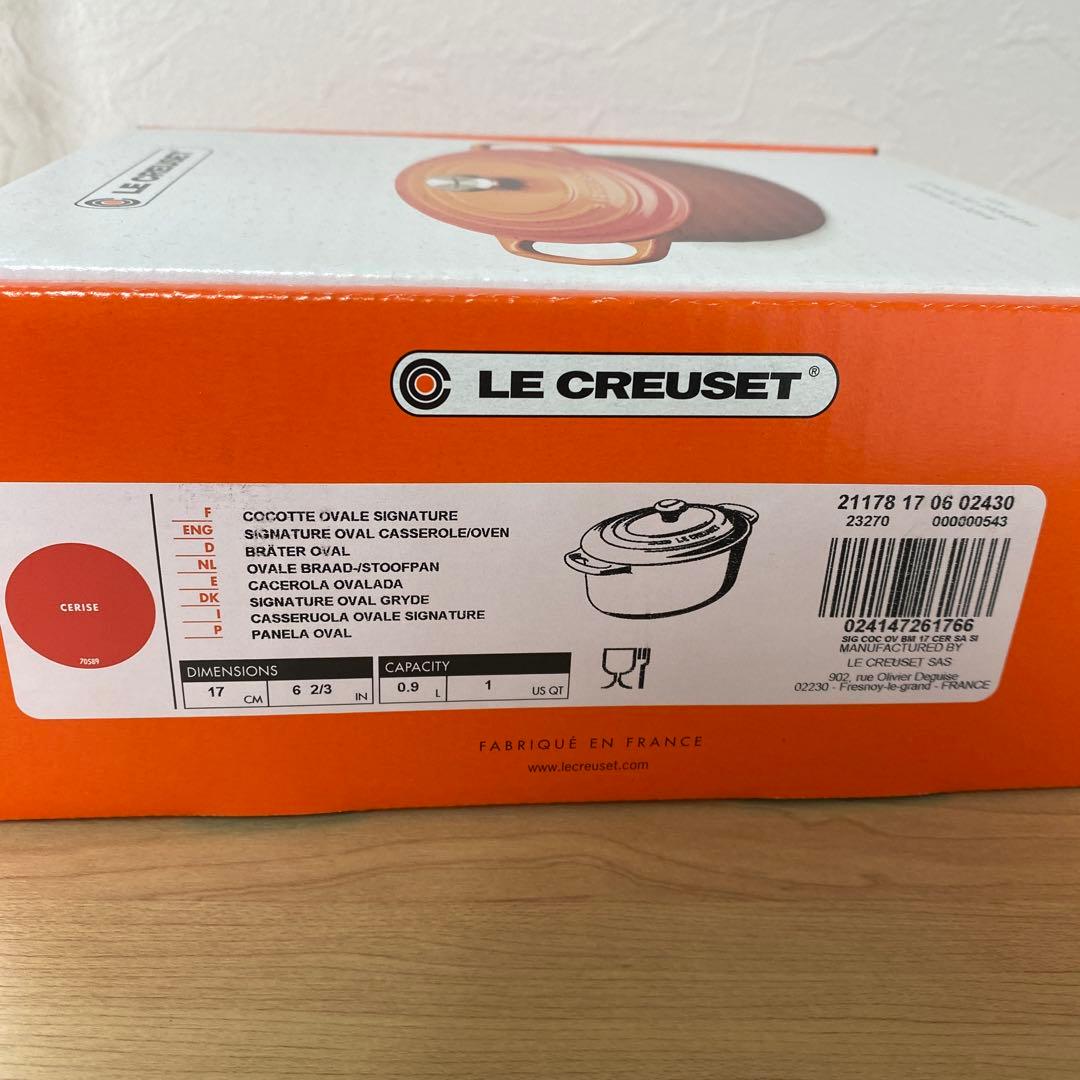 LE CREUSET
LE CREUSET®
CERISE
70589
F COCOTTE OVALE SIGNATURE
ENG SIGNATURE OVAL CASSEROLE/OVEN
D BRÄTER OVAL
NL OVALE BRAAD-/STOOFPAN
E CACEROLA OVALADA
DK SIGNATURE OVAL GRYDE
I CASSERUOLA OVALE SIGNATURE
P PANELA OVAL
DIMENSIONS
17 CM 6 2/3 IN
CAPACITY
0.9 L 1 US QT
LE CREUSET
21178 17 06 02430
23270 000000543
024147261766
SIG COC OV BM 17 CER SA SI
MANUFACTURED BY
LE CREUSET SAS
902, rue Olivier Deguise
02230 - Fresnoy-le-grand - FRANCE
FABRIQUÉ EN FRANCE
www.lecreuset.com